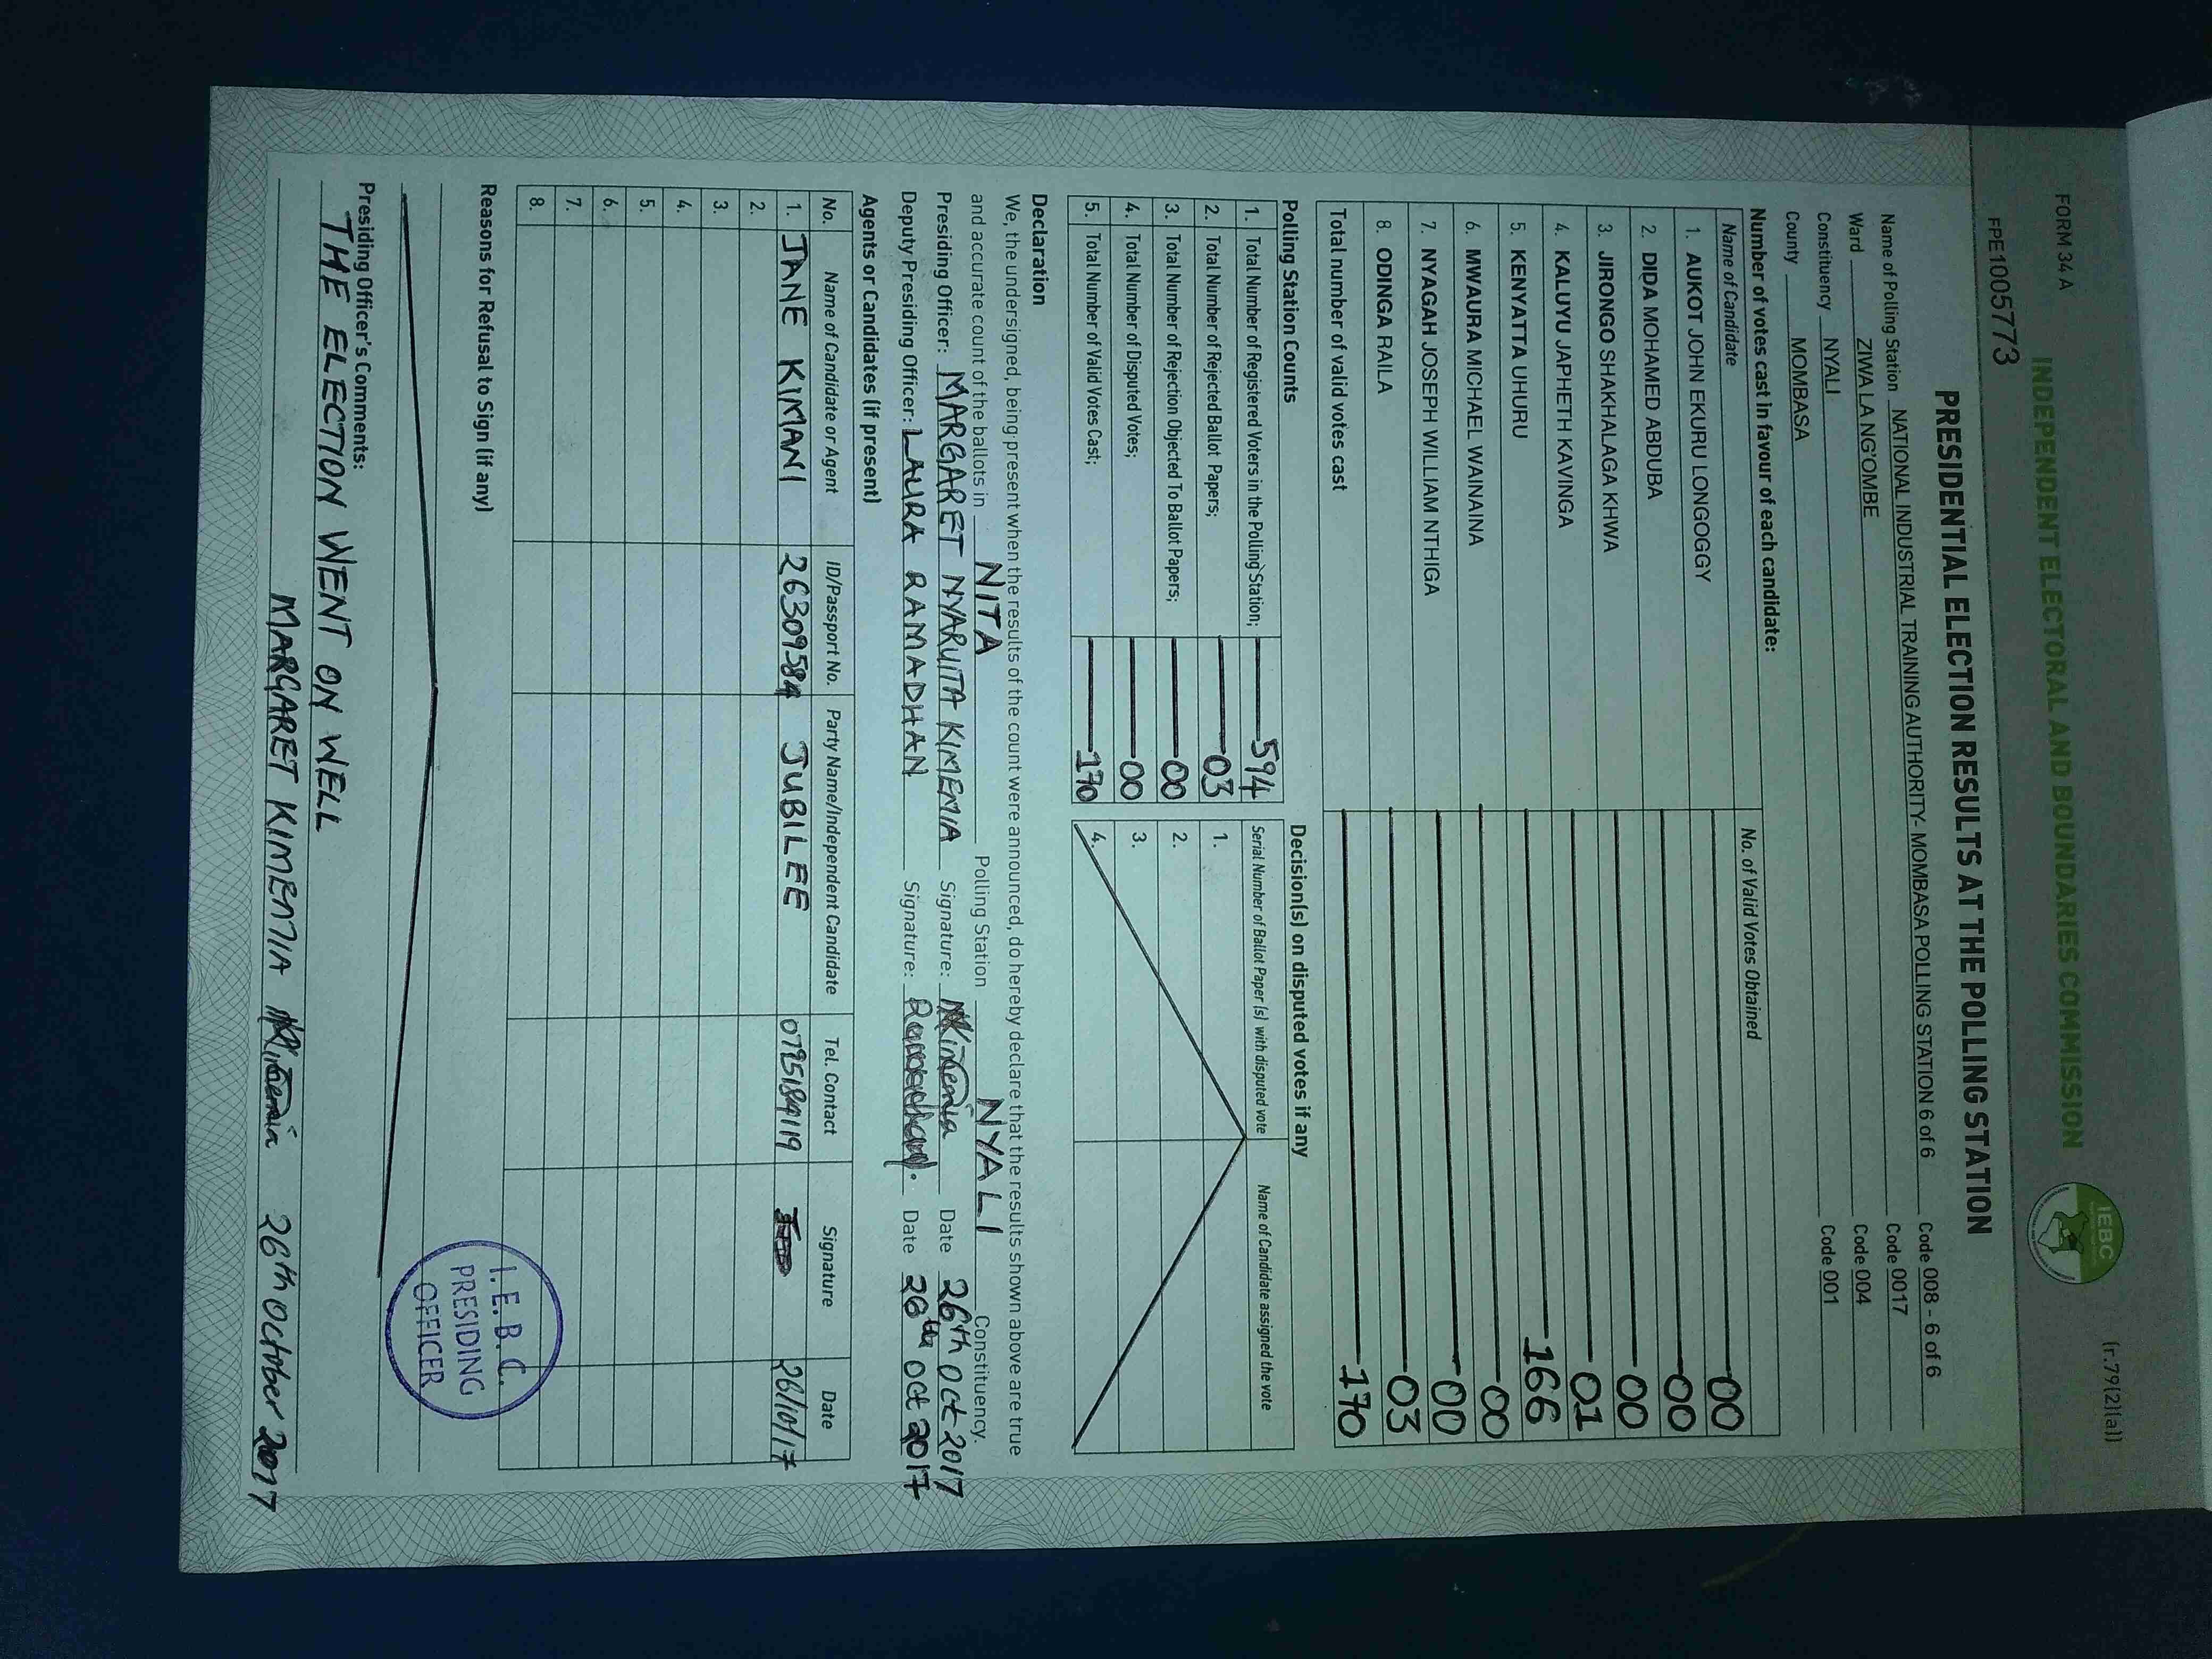 FORM 34 A
(r.79(2)(a))
INDEPENDENT ELECTORAL AND BOUNDARIES COMMISSION
IEBC
FPE1005773
PRESIDENTIAL ELECTION RESULTS AT THE POLLING STATION
Name of Polling Station NATIONAL INDUSTRIAL TRAINING AUTHORITY- MOMBASA POLLING STATION 6 of 6 Code 008 - 6 of 6
Code 0017
Ward ZIWA LA NG'OMBE Code 004
Constituency NYALI Code 001
County MOMBASA
Number of votes cast in favour of each candidate:
Name of Candidate No. of Valid Votes Obtained
1. AUKOT JOHN EKURU LONGOGGY 00
2. DIDA MOHAMED ABDUBA 00
3. JIRONGO SHAKHALAGA KHWA 00
4. KALUYU JAPHETH KAVINGA 01
5. KENYATTA UHURU 166
6. MWAURA MICHAEL WAINAINA 00
7. NYAGAH JOSEPH WILLIAM NTHIGA 00
8. ODINGA RAILA 03
Total number of valid votes cast 170
Polling Station Counts
1. Total Number of Registered Voters in the Polling Station; 594
2. Total Number of Rejected Ballot Papers; 03
3. Total Number of Rejection Objected To Ballot Papers; 00
4. Total Number of Disputed Votes; 00
5. Total Number of Valid Votes Cast; 170
Decision(s) on disputed votes if any
Serial Number of Ballot Paper (s) with disputed vote Name of Candidate assigned the vote
1.
2.
3.
4.
Declaration
We, the undersigned, being present when the results of the count were announced, do hereby declare that the results shown above are true
and accurate count of the ballots in NITA Polling Station NYALI Constituency.
Presiding Officer: MARGARET NYARUITA KIMEMIA Signature: Kimemia Date 26th Oct 2017
Deputy Presiding Officer: LAURA RAMADHAN Signature: Ramadhan Date 26th Oct 2017
Agents or Candidates (if present)
No. Name of Candidate or Agent ID/Passport No. Party Name/Independent Candidate Tel. Contact Signature Date
1. JANE KIMANI 26309584 JUBILEE 0725184119 26/10/17
2.
3.
4.
5.
6.
7.
8.
Reasons for Refusal to Sign (if any)
I.E.B.C.
PRESIDING
OFFICER
Presiding Officer's Comments:
THE ELECTION WENT ON WELL
MARGARET KIMEMIA Kimemia 26th October 2017